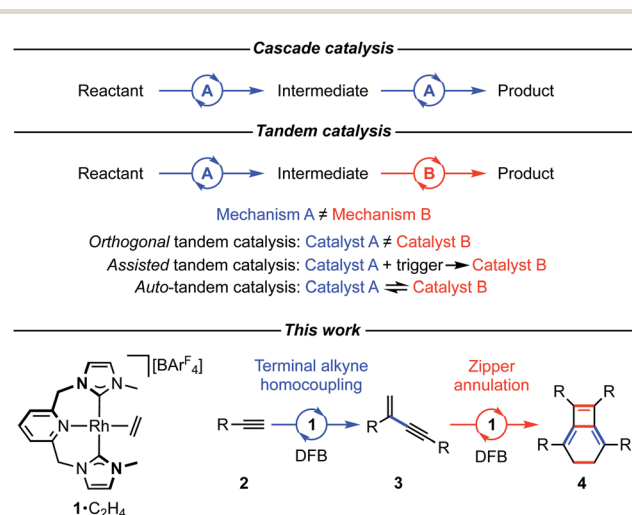 Cascade catalysis
Reactant A Intermediate A Product
Tandem catalysis
Reactant A Intermediate B Product
Mechanism A ≠ Mechanism B
Orthogonal tandem catalysis: Catalyst A ≠ Catalyst B
Assisted tandem catalysis: Catalyst A + trigger → Catalyst B
Auto-tandem catalysis: Catalyst A ⇌ Catalyst B
This work
[BArF4]
Terminal alkyne
homocoupling
Zipper
annulation
N N
N Rh
N N
R 1 R R 1 R R R R
DFB DFB
2 3 4
1·C2H4